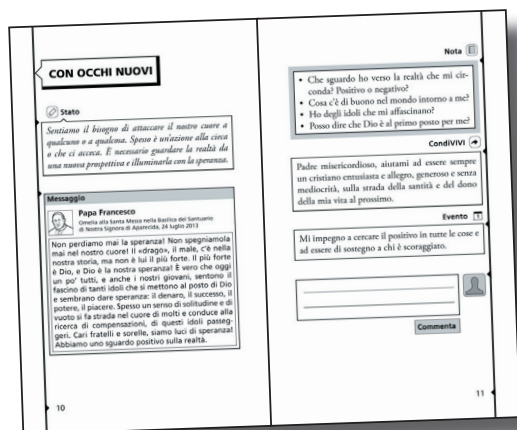 CON OCCHI NUOVI
Stato
Sentiamo il bisogno di attaccare il nostro cuore a
qualcuno o a qualcosa. Spesso è un'azione alla cieca
o che ci acceca. È necessario guardare la realtà da
una nuova prospettiva e illuminarla con la speranza.
Messaggio
Papa Francesco
Omelia alla Santa Messa nella Basilica del Santuario
di Nostra Signora di Aparecida, 24 luglio 2013
Non perdiamo mai la speranza! Non spegniamola
mai nel nostro cuore! Il «drago», il male, c'è nella
nostra storia, ma non è lui il più forte. Il più forte
è Dio, e Dio è la nostra speranza! È vero che oggi
un po' tutti, e anche i nostri giovani, sentono il
fascino di tanti idoli che si mettono al posto di Dio
e sembrano dare speranza: il denaro, il successo, il
potere, il piacere. Spesso un senso di solitudine e di
vuoto si fa strada nel cuore di molti e conduce alla
ricerca di compensazioni, di questi idoli passeg-
geri. Cari fratelli e sorelle, siamo luci di speranza!
Abbiamo uno sguardo positivo sulla realtà.
10
Nota
• Che sguardo ho verso la realtà che mi cir-
conda? Positivo o negativo?
• Cosa c'è di buono nel mondo intorno a me?
• Ho degli idoli che mi affascinano?
• Posso dire che Dio è al primo posto per me?
CondiVIVI
Padre misericordioso, aiutami ad essere sempre
un cristiano entusiasta e allegro, generoso e senza
mediocrità, sulla strada della santità e del dono
della mia vita al prossimo.
Evento
Mi impegno a cercare il positivo in tutte le cose e
ad essere di sostegno a chi è scoraggiato.
Commenta
11